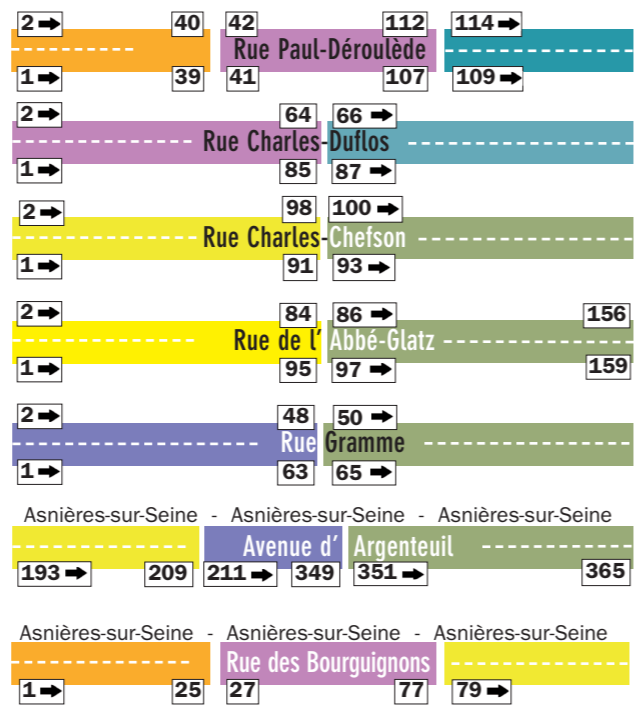 2 ➡ 40 42 112 114 ➡
Rue Paul-Déroulède
1 ➡ 39 41 107 109 ➡
2 ➡ 64 66 ➡
Rue Charles-Duflos
1 ➡ 85 87 ➡
2 ➡ 98 100 ➡
Rue Charles-Chefson
1 ➡ 91 93 ➡
2 ➡ 84 86 ➡ 156
Rue de l'Abbé-Glatz
1 ➡ 95 97 ➡ 159
2 ➡ 48 50 ➡
Rue Gramme
1 ➡ 63 65 ➡
Asnières-sur-Seine - Asnières-sur-Seine - Asnières-sur-Seine
Avenue d'Argenteuil
193 ➡ 209 211 ➡ 349 351 ➡ 365
Asnières-sur-Seine - Asnières-sur-Seine - Asnières-sur-Seine
Rue des Bourguignons
1 ➡ 25 27 77 79 ➡